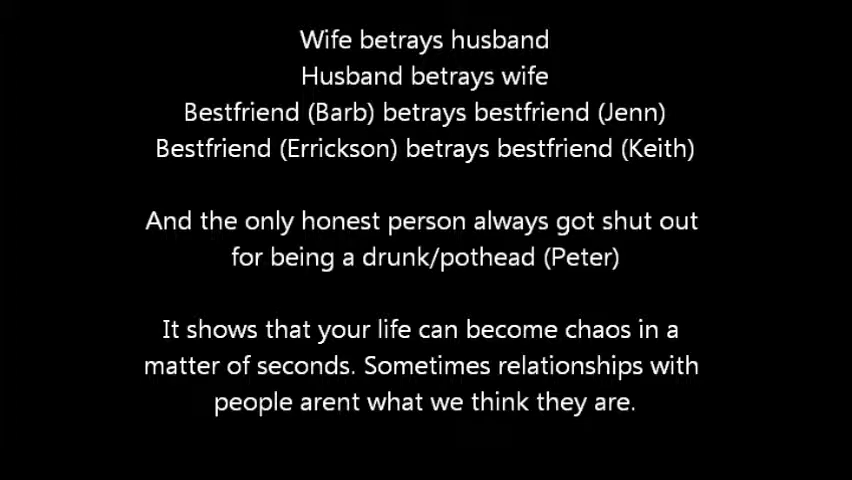 Wife betrays husband
Husband betrays wife
Bestfriend (Barb) betrays bestfriend (Jenn)
Bestfriend (Errickson) betrays bestfriend (Keith)
And the only honest person always got shut out
for being a drunk/pothead (Peter)
It shows that your life can become chaos in a
matter of seconds. Sometimes relationships with
people arent what we think they are.